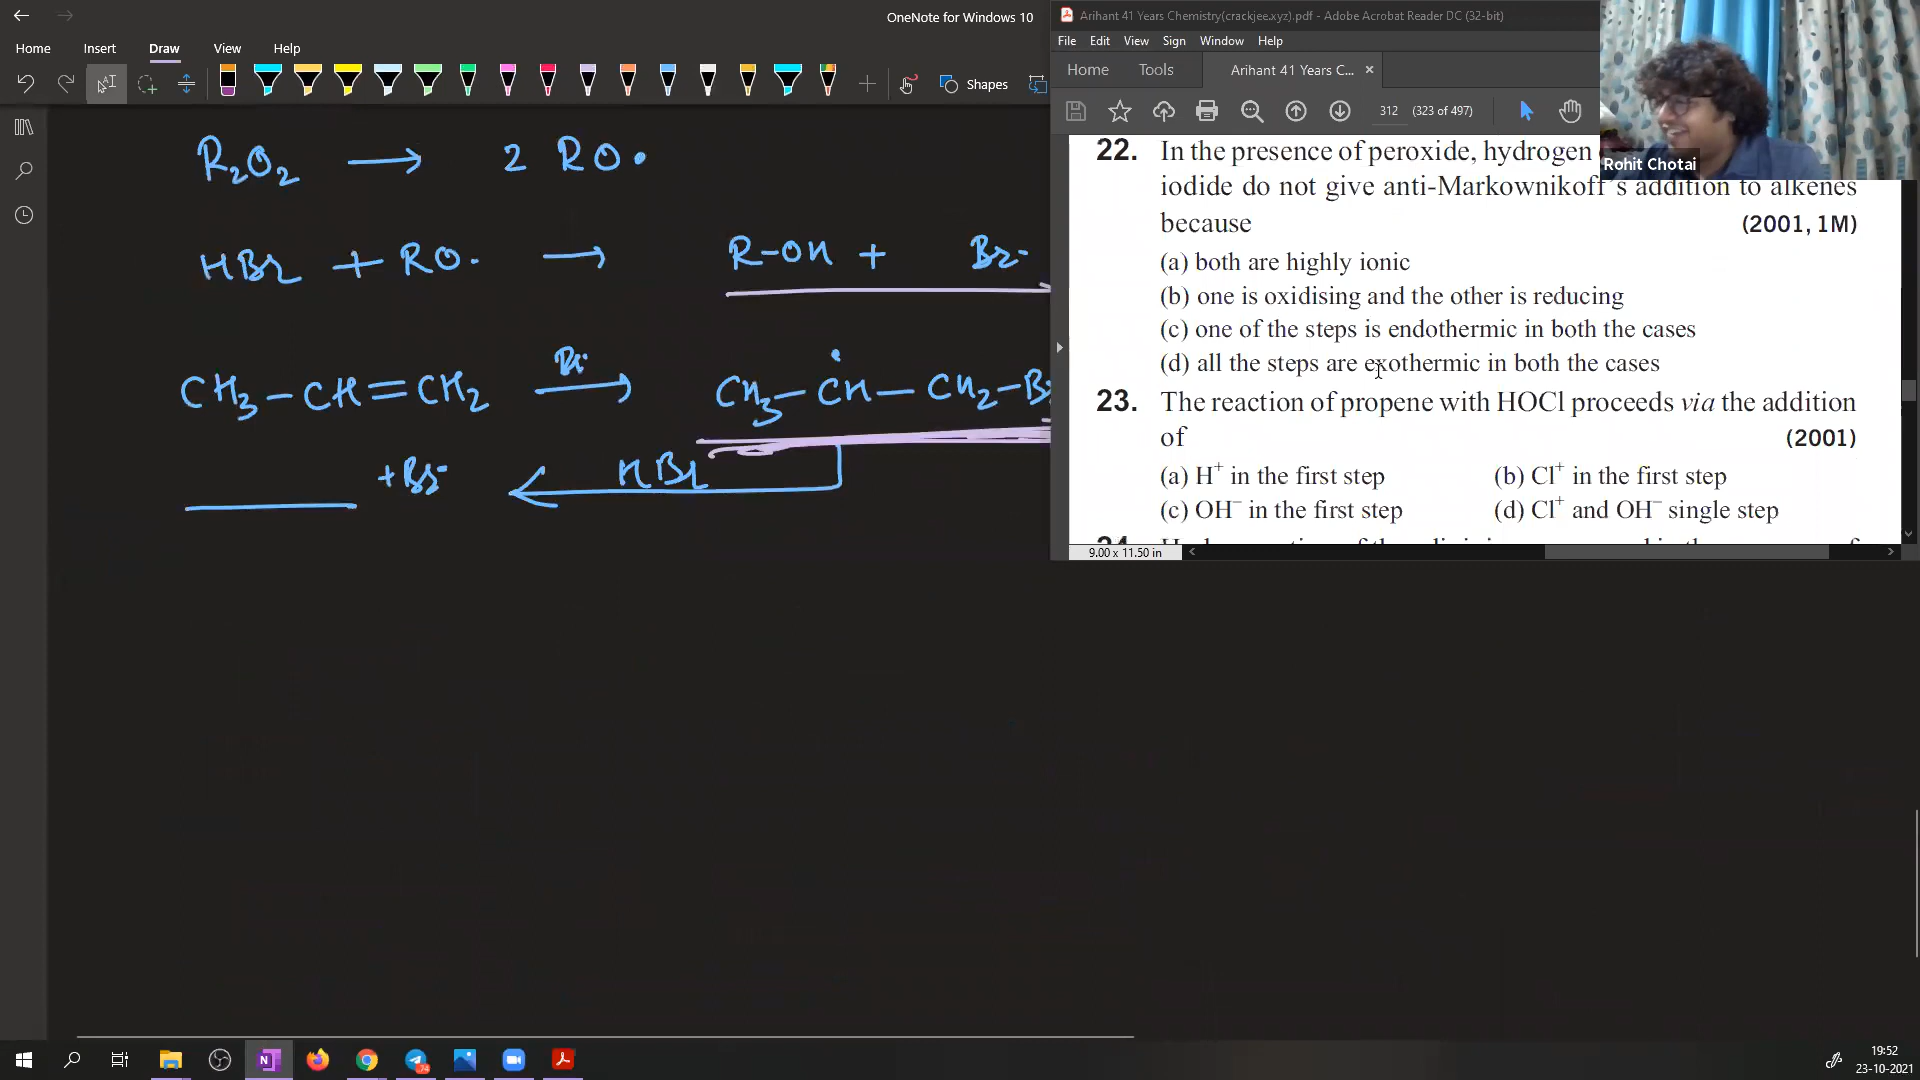 OneNote for Windows 10
Home Insert Draw View Help
Shapes
R2O2 ⟶ 2 RO•
HBr + RO• ⟶ R-OH + Br•
CH3-CH=CH2 Br• ⟶ CH3-CH-CH2-Br
+Br• HBr
Arihant 41 Years Chemistry(crackjee.xyz).pdf - Adobe Acrobat Reader DC (32-bit)
File Edit View Sign Window Help
Home Tools Arihant 41 Years C... ×
312 (323 of 497)
Rohit Chotai
22. In the presence of peroxide, hydrogen
iodide do not give anti-Markownikoff's addition to alkenes
because (2001, 1M)
(a) both are highly ionic
(b) one is oxidising and the other is reducing
(c) one of the steps is endothermic in both the cases
(d) all the steps are exothermic in both the cases
23. The reaction of propene with HOCl proceeds via the addition
of (2001)
(a) H+ in the first step (b) Cl+ in the first step
(c) OH− in the first step (d) Cl+ and OH− single step
9.00 x 11.50 in
74
19:52
23-10-2021